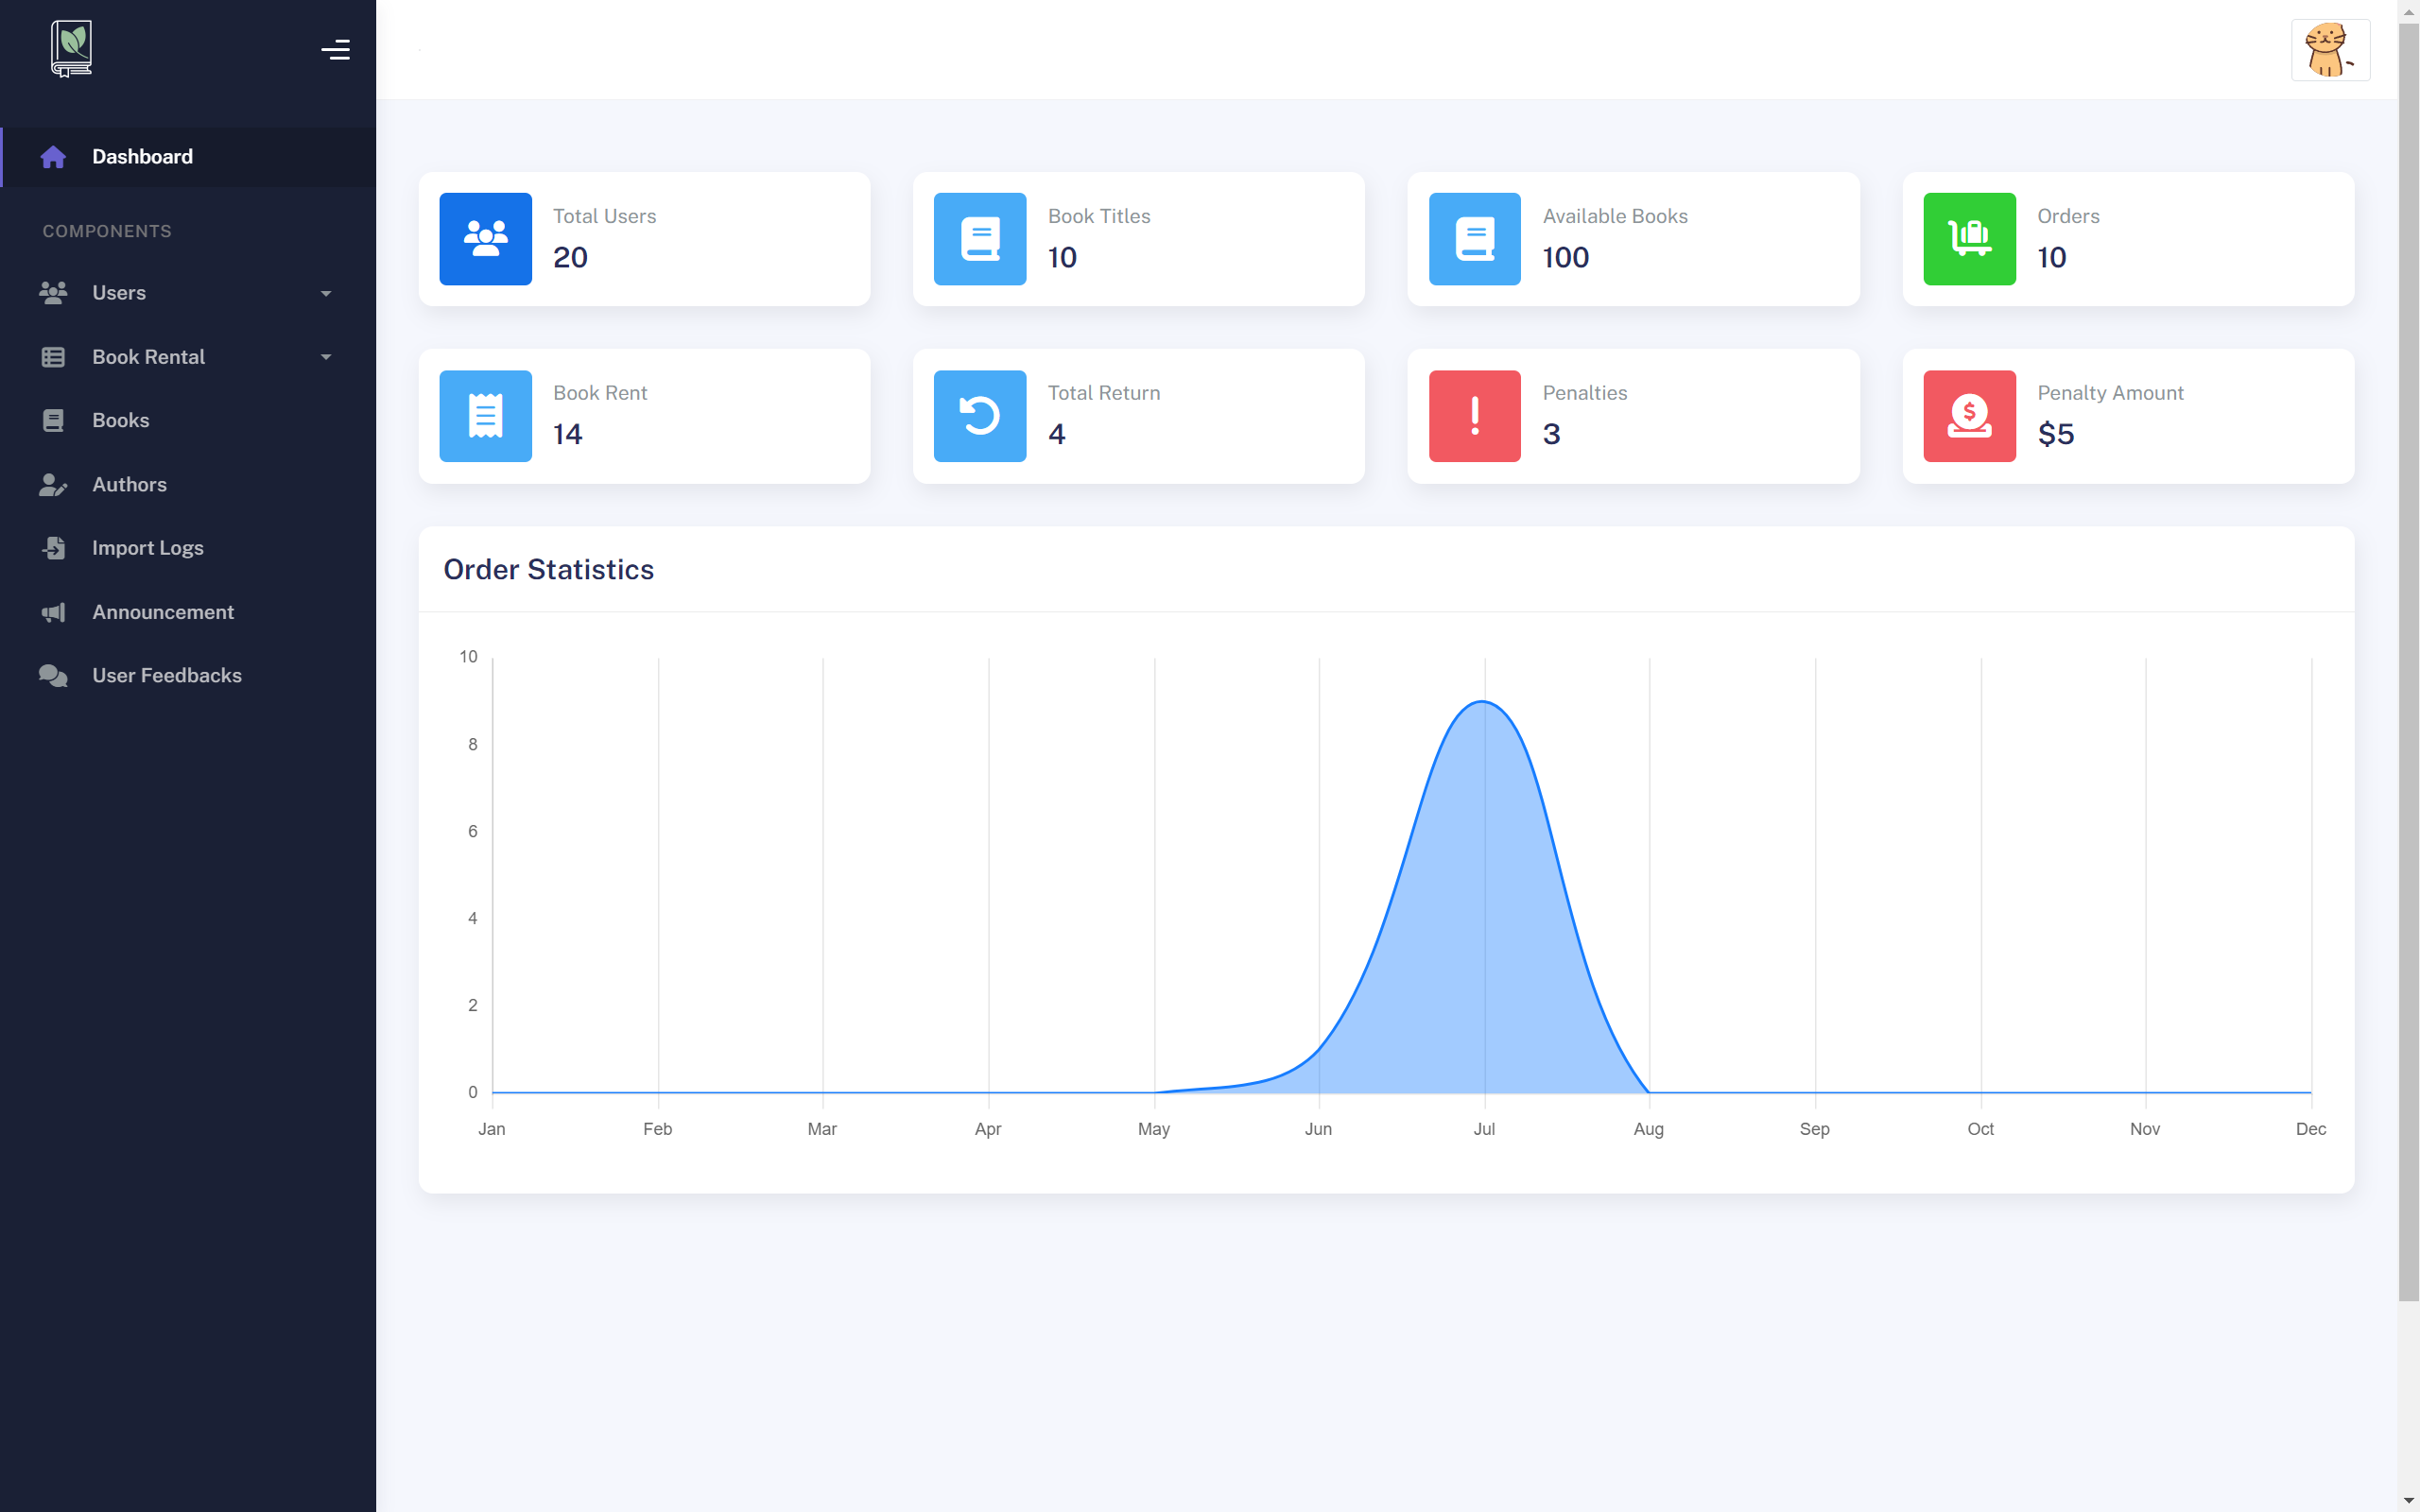 Dashboard
COMPONENTS
Users
Book Rental
Books
Authors
Import Logs
Announcement
User Feedbacks
Total Users
20
Book Titles
10
Available Books
100
Orders
10
Book Rent
14
Total Return
4
Penalties
3
Penalty Amount
$5
Order Statistics
10
8
6
4
2
0
Jan Feb Mar Apr May Jun Jul Aug Sep Oct Nov Dec